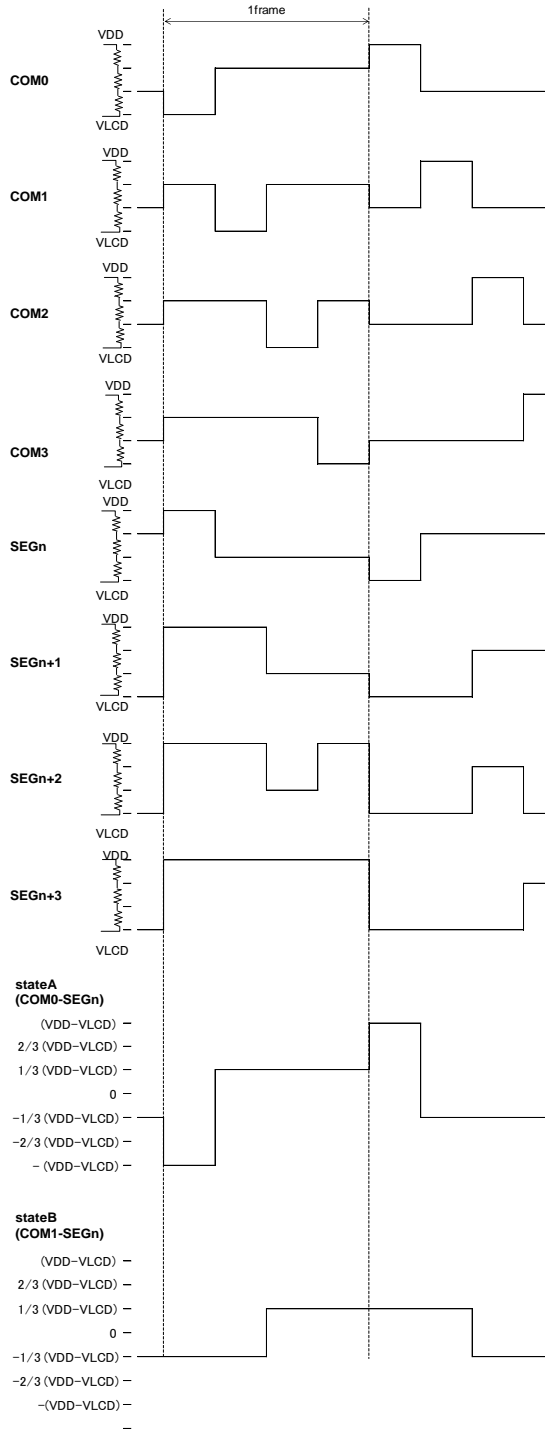 1frame
VDD
COM0
VLCD
VDD
COM1
VLCD
VDD
COM2
VLCD
VDD
COM3
VLCD
VDD
SEGn
VLCD
VDD
SEGn+1
VLCD
VDD
SEGn+2
VLCD
VDD
SEGn+3
VLCD
stateA
(COM0-SEGn)
(VDD-VLCD)
2/3(VDD-VLCD)
1/3(VDD-VLCD)
0
-1/3(VDD-VLCD)
-2/3(VDD-VLCD)
-(VDD-VLCD)
stateB
(COM1-SEGn)
(VDD-VLCD)
2/3(VDD-VLCD)
1/3(VDD-VLCD)
0
-1/3(VDD-VLCD)
-2/3(VDD-VLCD)
-(VDD-VLCD)